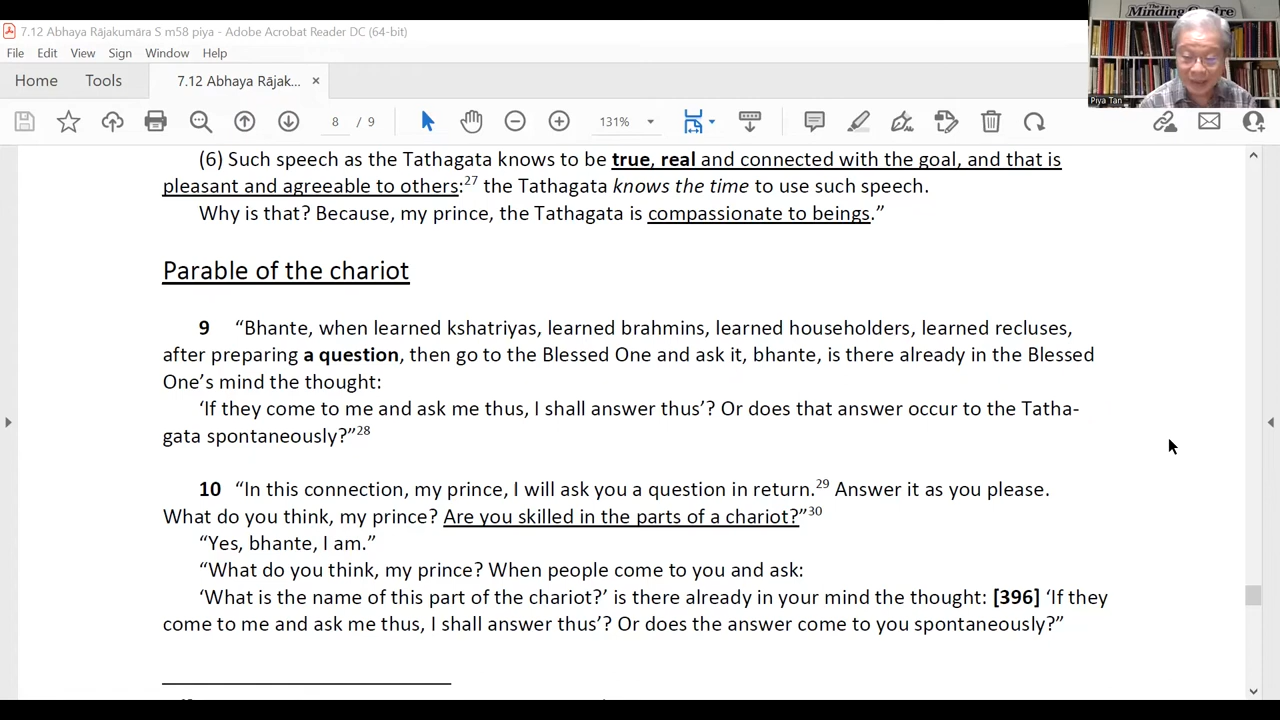 7.12 Abhaya Rājakumāra S m58 piya - Adobe Acrobat Reader DC (64-bit)
File Edit View Sign Window Help
Home Tools 7.12 Abhaya Rājak... ×
8 / 9 131%
The Minding Centre
Piya Tan
(6) Such speech as the Tathagata knows to be true, real and connected with the goal, and that is
pleasant and agreeable to others:27 the Tathagata knows the time to use such speech.
Why is that? Because, my prince, the Tathagata is compassionate to beings.”
Parable of the chariot
9 “Bhante, when learned kshatriyas, learned brahmins, learned householders, learned recluses,
after preparing a question, then go to the Blessed One and ask it, bhante, is there already in the Blessed
One’s mind the thought:
‘If they come to me and ask me thus, I shall answer thus’? Or does that answer occur to the Tatha-
gata spontaneously?”28
10 “In this connection, my prince, I will ask you a question in return.29 Answer it as you please.
What do you think, my prince? Are you skilled in the parts of a chariot?”30
“Yes, bhante, I am.”
“What do you think, my prince? When people come to you and ask:
‘What is the name of this part of the chariot?’ is there already in your mind the thought: [396] ‘If they
come to me and ask me thus, I shall answer thus’? Or does the answer come to you spontaneously?”